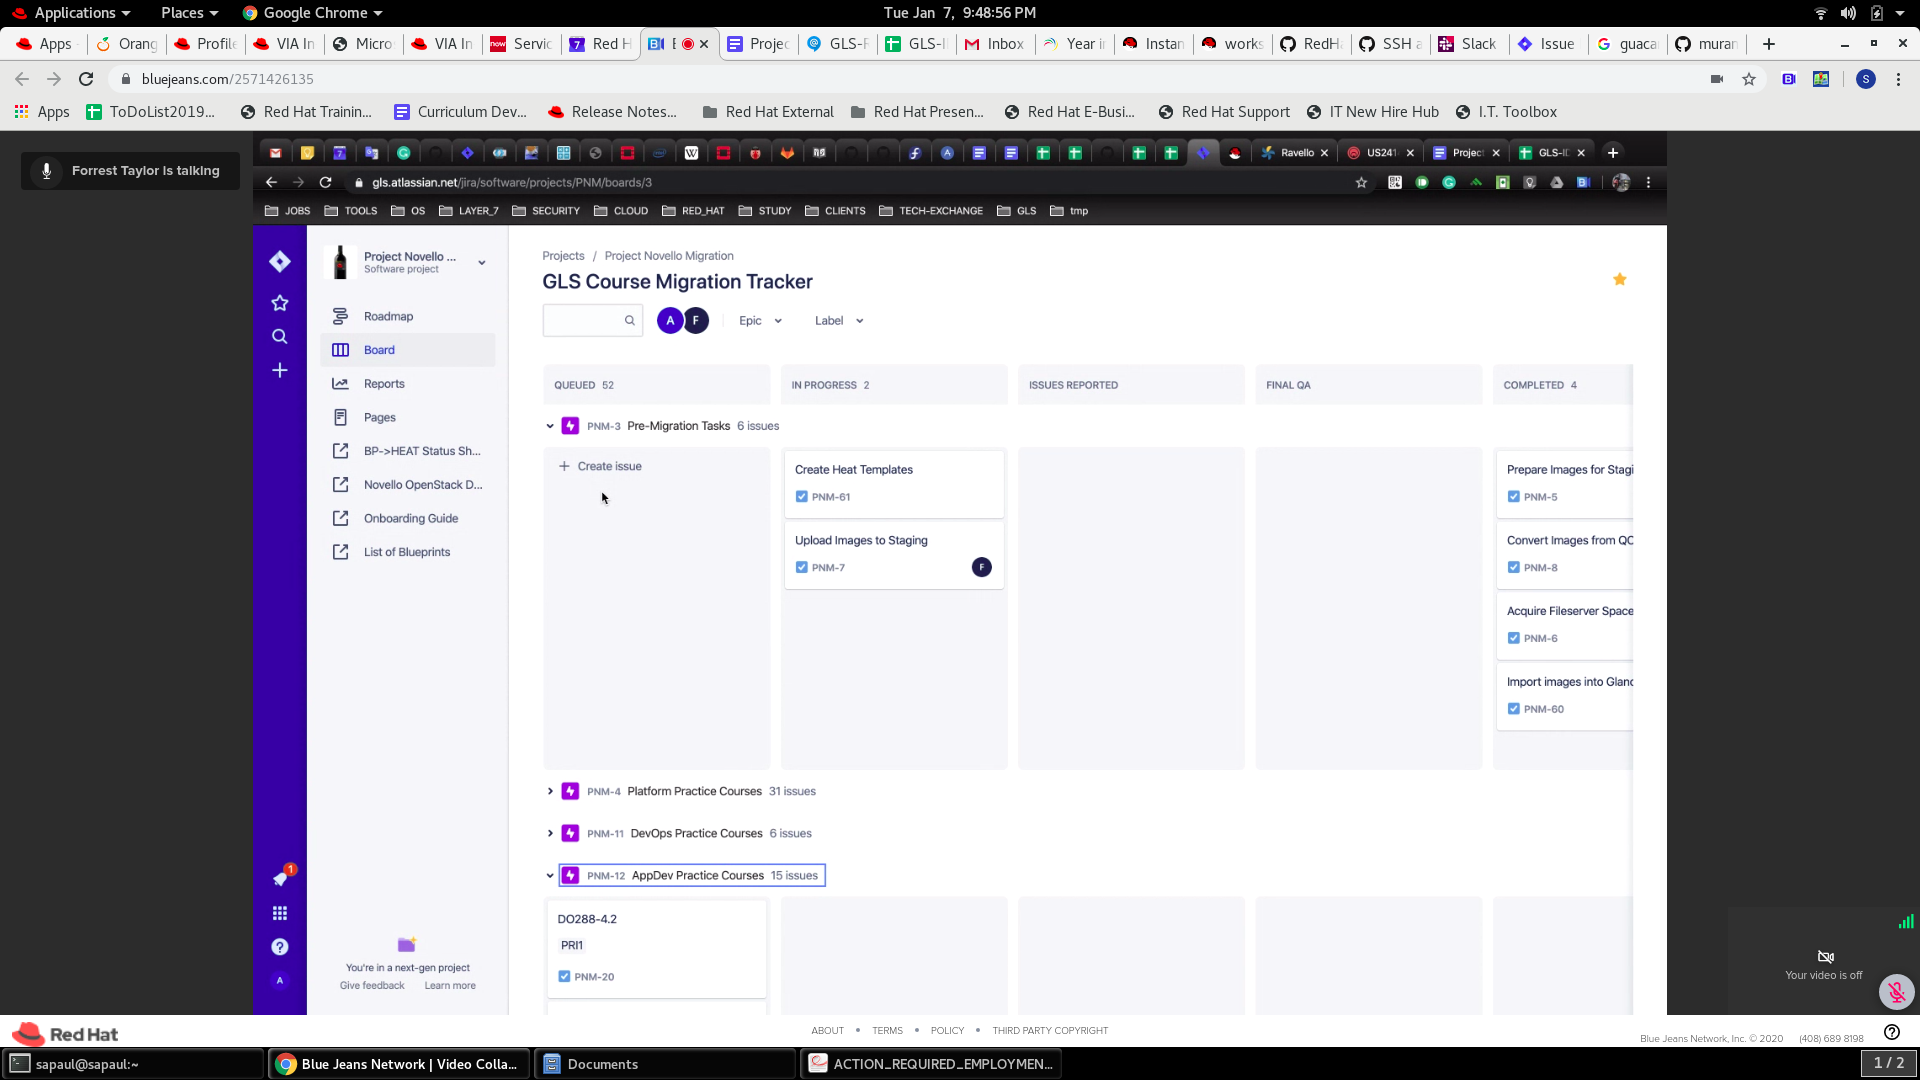 Applications
Places
Google Chrome
Tue Jan 7, 9:48:56 PM
Apps
Orang
Profile
VIA In
Micro
VIA In
now
Servic
7
Red H
Projec
GLS-F
GLS-I
Inbox
Year i
Instan
works
RedHa
SSH a
Slack
Issue
guaca
muran
bluejeans.com/2571426135
S
Apps
ToDoList2019...
Red Hat Trainin...
Curriculum Dev...
Release Notes...
Red Hat External
Red Hat Presen...
Red Hat E-Busi...
Red Hat Support
IT New Hire Hub
I.T. Toolbox
Forrest Taylor is talking
Ravello
US241
Project
GLS-ID
gls.atlassian.net/jira/software/projects/PNM/boards/3
JOBS
TOOLS
OS
LAYER_7
SECURITY
CLOUD
RED_HAT
STUDY
CLIENTS
TECH-EXCHANGE
GLS
tmp
Project Novello ...
Software project
Roadmap
Board
Reports
Pages
BP->HEAT Status Sh...
Novello OpenStack D...
Onboarding Guide
List of Blueprints
1
A
You're in a next-gen project
Give feedback
Learn more
Projects / Project Novello Migration
GLS Course Migration Tracker
A
F
Epic
Label
QUEUED 52
IN PROGRESS 2
ISSUES REPORTED
FINAL QA
COMPLETED 4
PNM-3 Pre-Migration Tasks 6 issues
+ Create issue
Create Heat Templates
PNM-61
Upload Images to Staging
PNM-7
F
Prepare Images for Stagi
PNM-5
Convert Images from QC
PNM-8
Acquire Fileserver Space
PNM-6
Import images into Glanc
PNM-60
PNM-4 Platform Practice Courses 31 issues
PNM-11 DevOps Practice Courses 6 issues
PNM-12 AppDev Practice Courses 15 issues
DO288-4.2
PRI1
PNM-20
Your video is off
Red Hat
ABOUT • TERMS • POLICY • THIRD PARTY COPYRIGHT
Blue Jeans Network, Inc. © 2020
(408) 689 8198
sapaul@sapaul:~
Blue Jeans Network | Video Colla...
Documents
ACTION_REQUIRED_EMPLOYMEN...
1 / 2